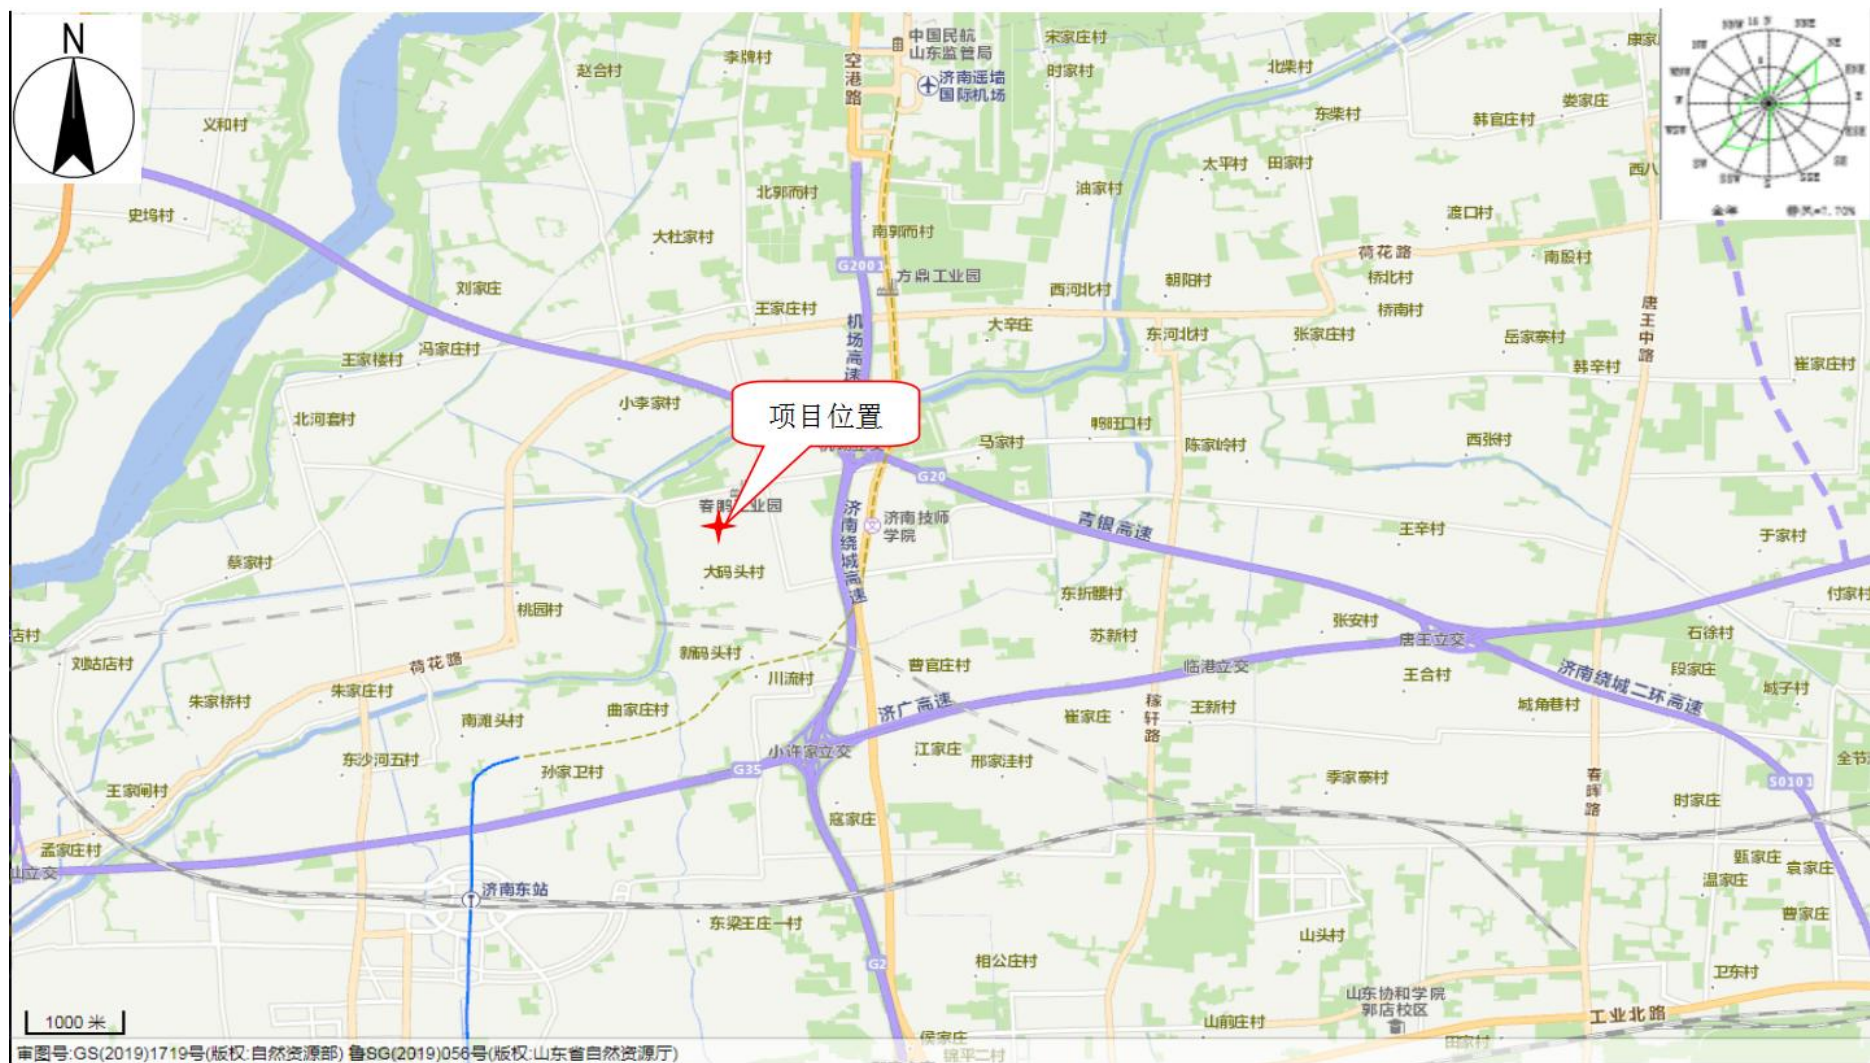 N
中国民航
山东监管局
宋家庄村
李牌村
赵合村
空港路
济南遥墙
国际机场
时家村
北柴村
东柴村
娄家庄
韩官庄村
义和村
太平村
田家村
油家村
北郭而村
西八
史坞村
渡口村
大杜家村
南郭而村
荷花路
南殷村
G2001
方鼎工业园
刘家庄
西河北村
朝阳村
桥北村
王家庄村
桥南村
唐王中路
机场高速
大辛庄
东河北村
张家庄村
岳家寨村
冯家庄村
王家楼村
韩辛村
崔家庄村
小李家村
项目位置
北河套村
鸭旺口村
马家村
陈家岭村
西张村
G20
济南技师
学院
青银高速
王辛村
于家村
济南绕城高速
蔡家村
大码头村
桃园村
东折腰村
付家村
店村
张安村
苏新村
唐王立交
石徐村
刘姑店村
荷花路
新码头村
曹官庄村
临港立交
川流村
王合村
段家庄
济南绕城二环高速
朱家桥村
朱家庄村
城子村
南滩头村
曲家庄村
济广高速
崔家庄
稼轩路
王新村
城角巷村
小许家立交
江家庄
邢家洼村
东沙河五村
孙家卫村
G35
季家寨村
春晖路
S0101
王家闸村
时家庄
寇家庄
孟家庄村
甄家庄
袁家庄
山立交
温家庄
济南东站
东梁王庄一村
曹家庄
山头村
G2
相公庄村
卫东村
山东协和学院
郭店校区
工业北路
1000 米
山前庄村
侯家庄
田家村
审图号:GS(2019)1719号(版权:自然资源部) 鲁SG(2019)056号(版权:山东省自然资源厅)